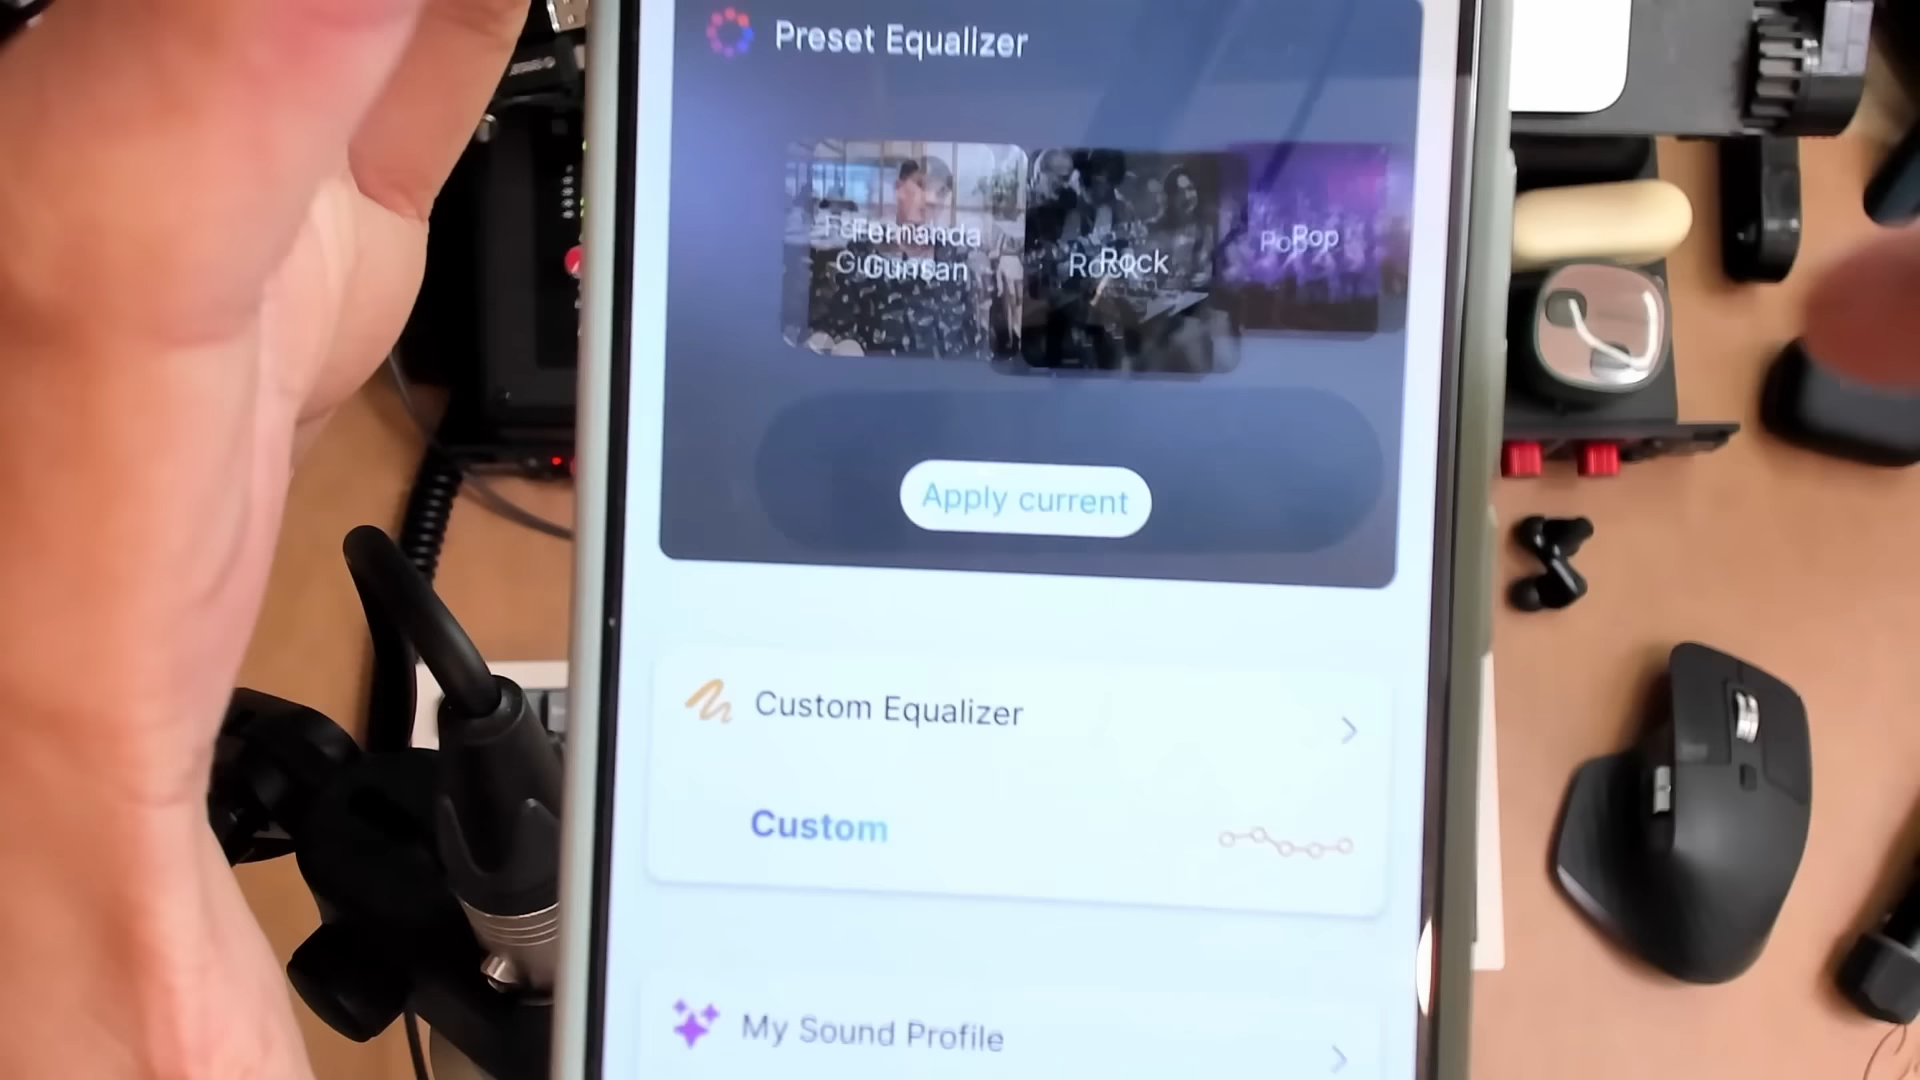 Preset Equalizer
Fernanda
Gunsan
Rock
Pop
Apply current
Custom Equalizer
Custom
My Sound Profile